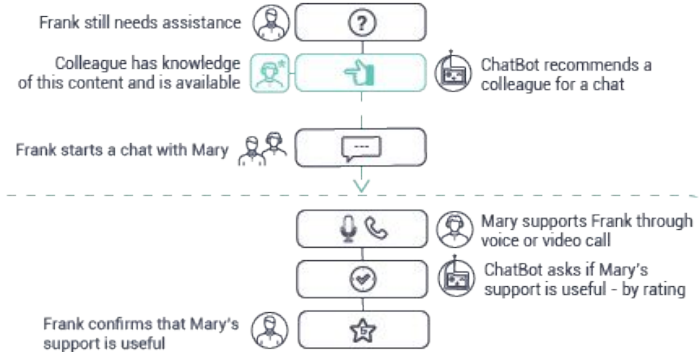 Frank still needs assistance
?
Colleague has knowledge
of this content and is available
ChatBot recommends a
colleague for a chat
Frank starts a chat with Mary
Mary supports Frank through
voice or video call
ChatBot asks if Mary's
support is useful - by rating
Frank confirms that Mary's
support is useful
5